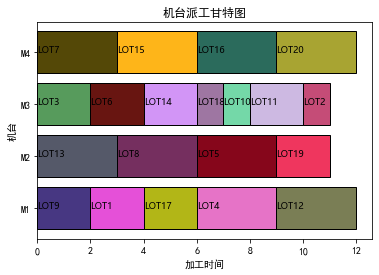 机台派工甘特图
机台
M4
LOT7 LOT15 LOT16 LOT20
M3
LOT3 LOT6 LOT14 LOT18 LOT10 LOT11 LOT2
M2
LOT13 LOT8 LOT5 LOT19
M1
LOT9 LOT1 LOT17 LOT4 LOT12
0 2 4 6 8 10 12
加工时间